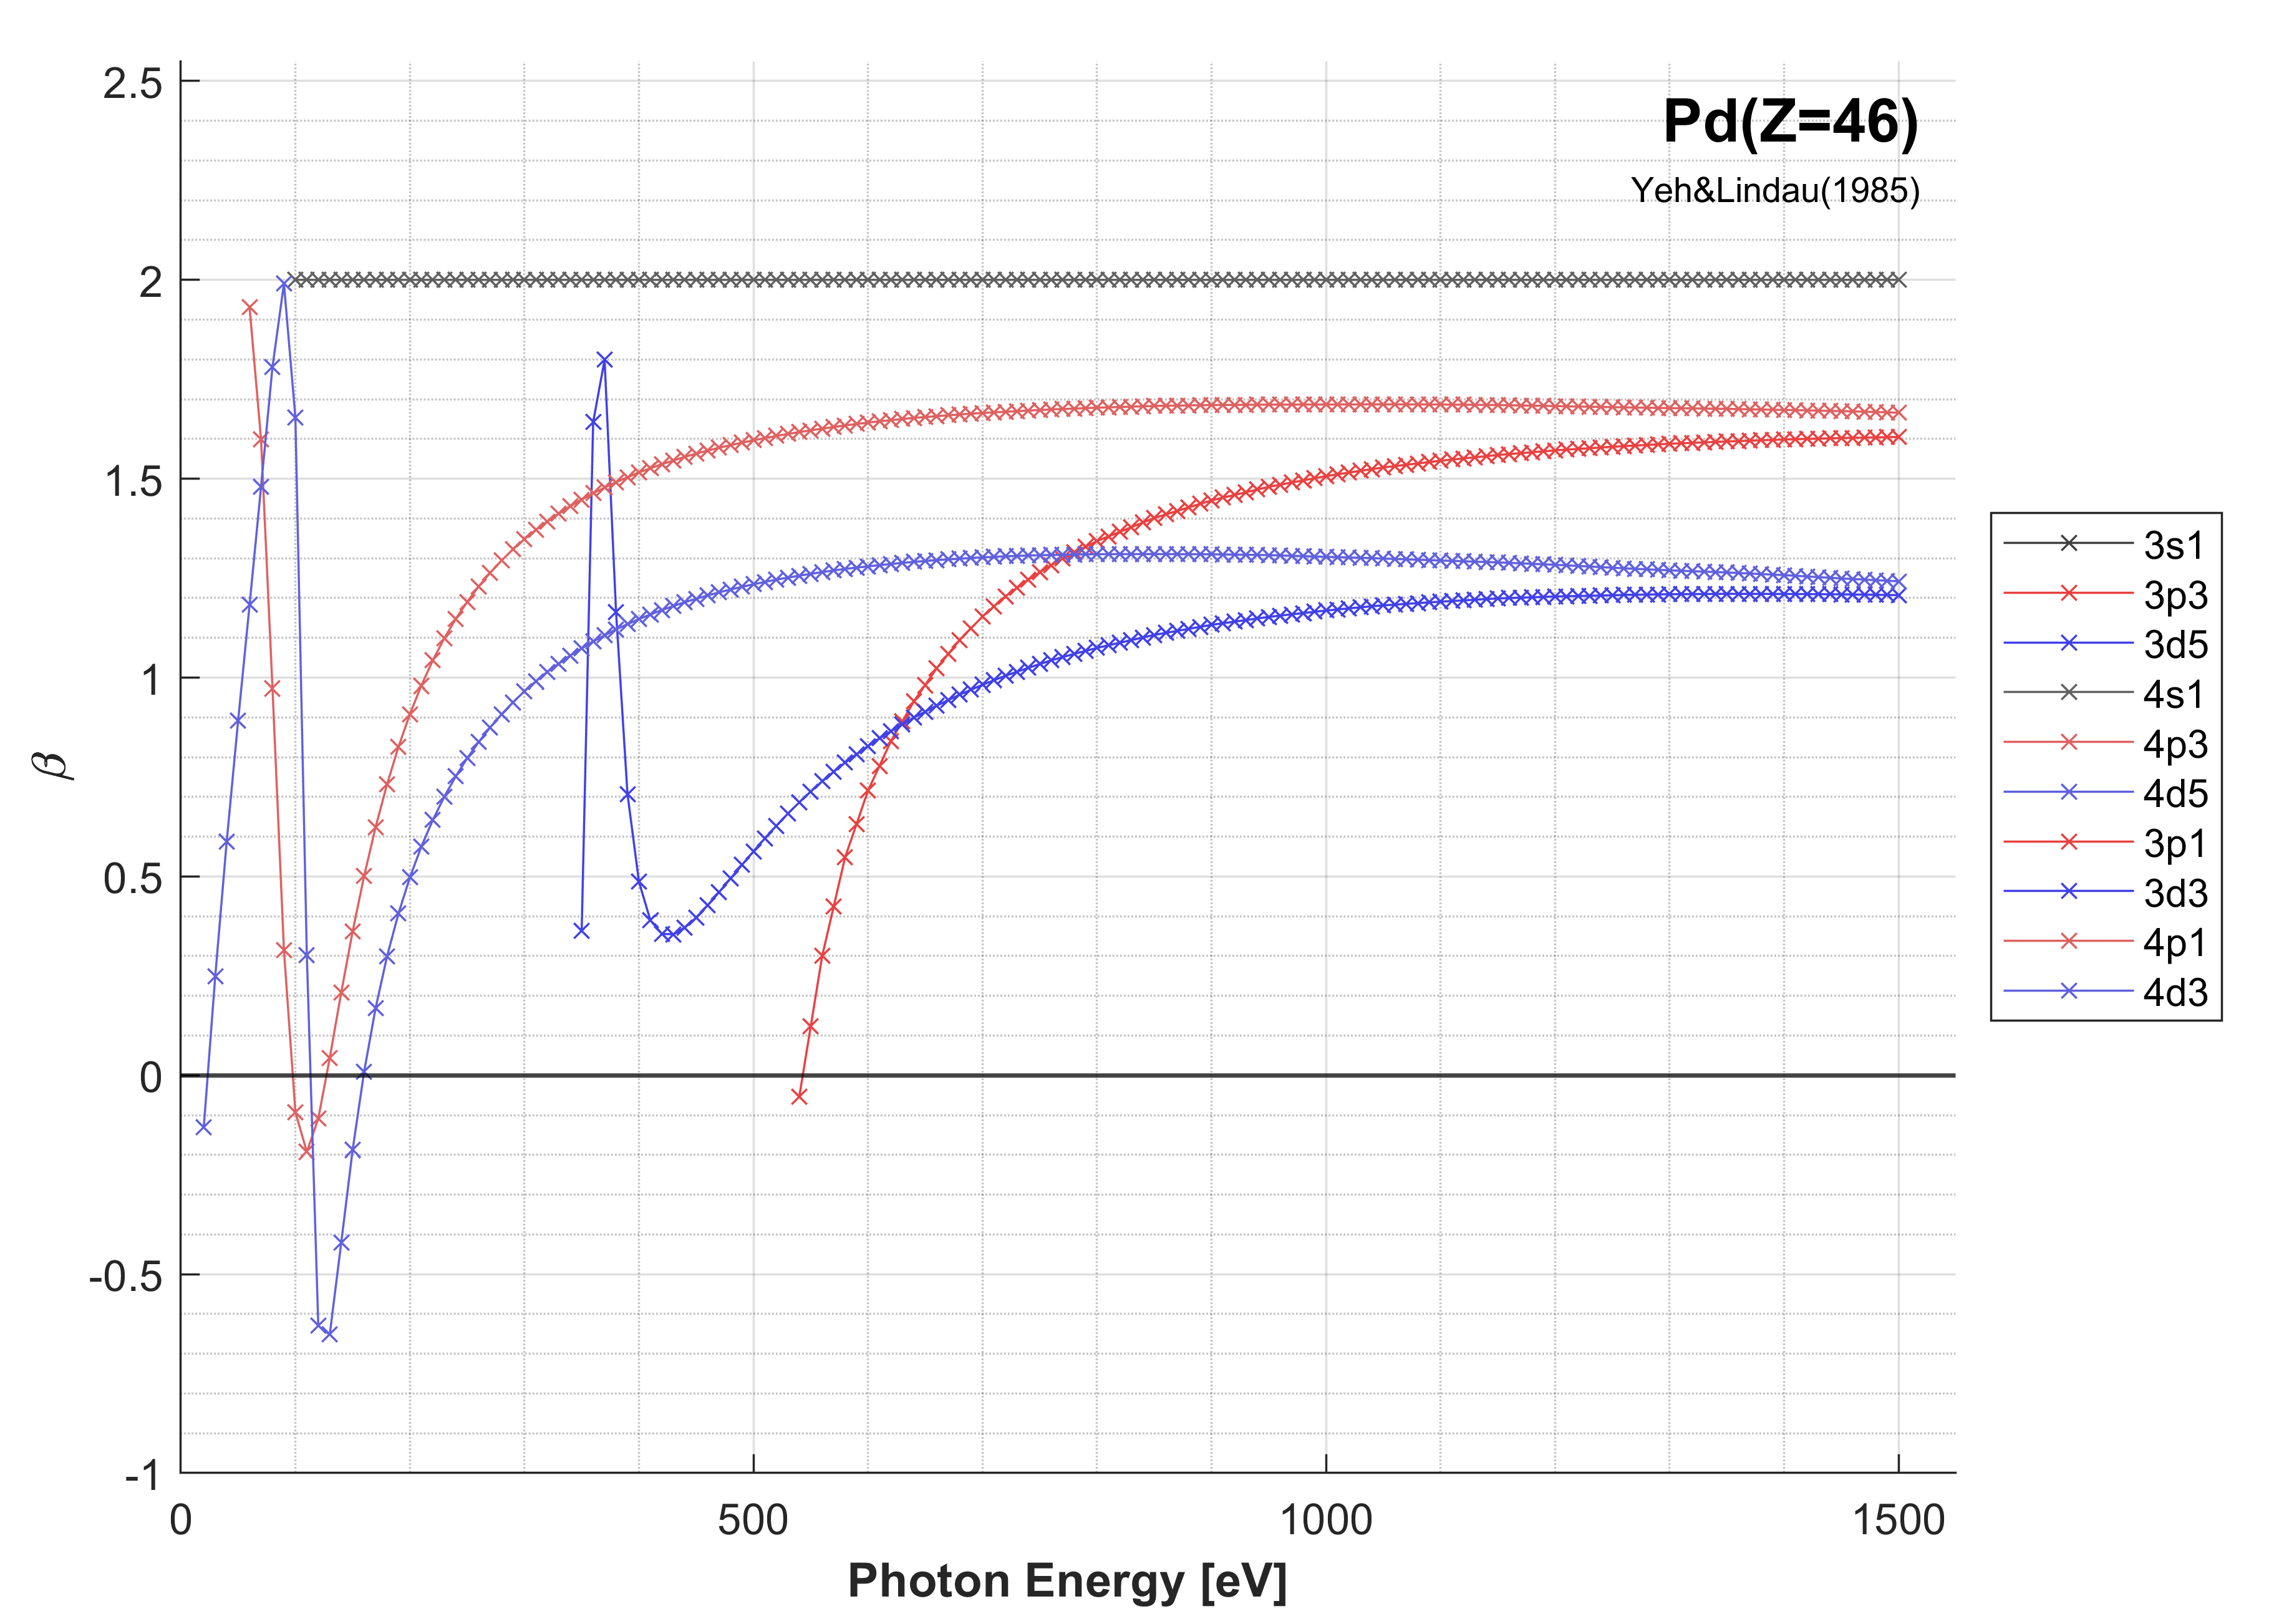 Pd(Z=46)
Yeh&Lindau(1985)
2.5
2
1.5
1
0.5
0
-0.5
-1
β
0 500 1000 1500
Photon Energy [eV]
3s1
3p3
3d5
4s1
4p3
4d5
3p1
3d3
4p1
4d3